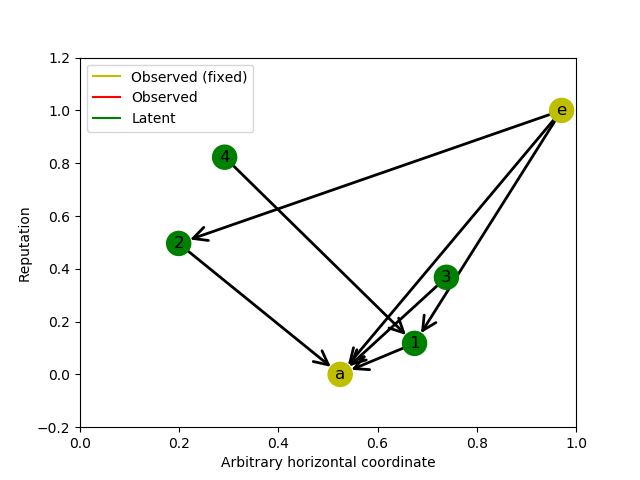 1.2
1.0
0.8
0.6
0.4
0.2
0.0
−0.2
Reputation
Observed (fixed)
Observed
Latent
e
4
2
3
1
a
0.0 0.2 0.4 0.6 0.8 1.0
Arbitrary horizontal coordinate